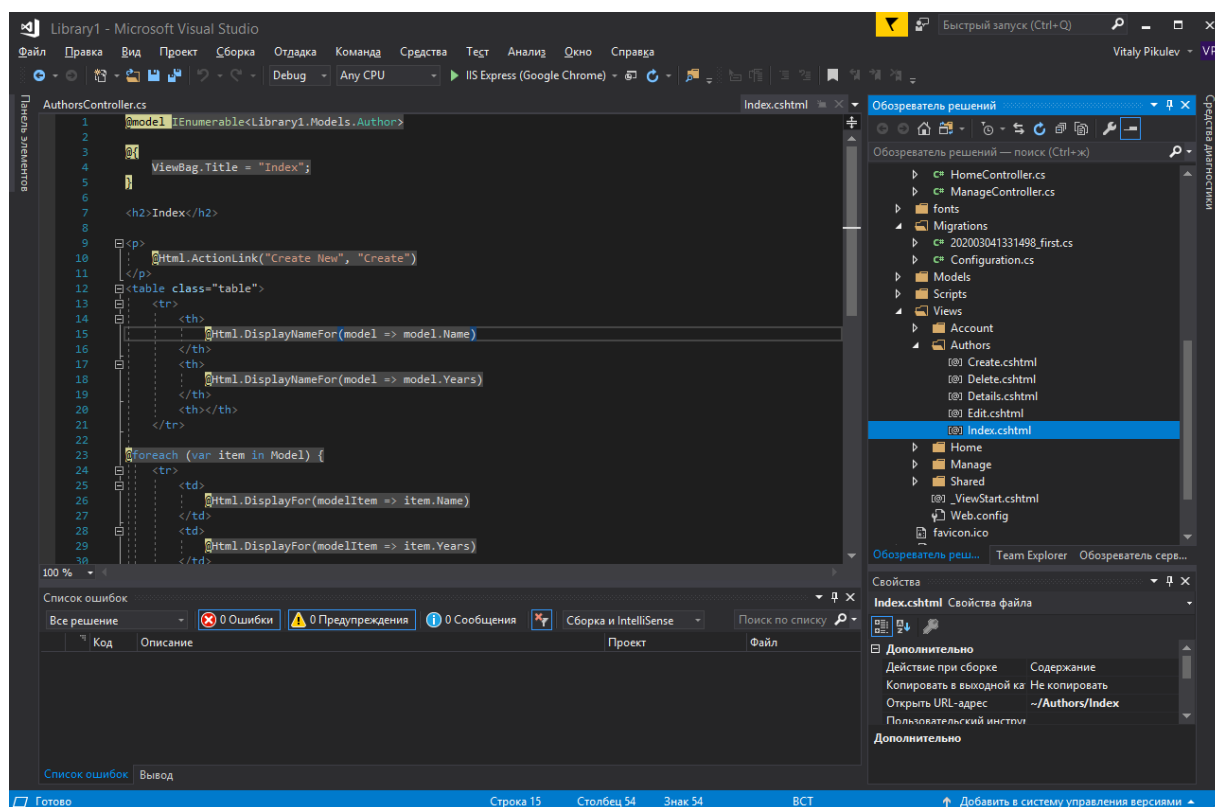 Library1 - Microsoft Visual Studio
Быстрый запуск (Ctrl+Q)
Файл Правка Вид Проект Сборка Отладка Команда Средства Тест Анализ Окно Справка
Vitaly Pikulev VP
Debug Any CPU IIS Express (Google Chrome)
Панель элементов
AuthorsController.cs Index.cshtml
1 @model IEnumerable<Library1.Models.Author>
2
3 @{
4 ViewBag.Title = "Index";
5 }
6
7 <h2>Index</h2>
8
9 <p>
10 @Html.ActionLink("Create New", "Create")
11 </p>
12 <table class="table">
13 <tr>
14 <th>
15 @Html.DisplayNameFor(model => model.Name)
16 </th>
17 <th>
18 @Html.DisplayNameFor(model => model.Years)
19 </th>
20 <th></th>
21 </tr>
22
23 @foreach (var item in Model) {
24 <tr>
25 <td>
26 @Html.DisplayFor(modelItem => item.Name)
27 </td>
28 <td>
29 @Html.DisplayFor(modelItem => item.Years)
30 </td>
100 %
Список ошибок
Все решение 0 Ошибки 0 Предупреждения 0 Сообщения Сборка и IntelliSense Поиск по списку
Код Описание Проект Файл
Список ошибок Вывод
Обозреватель решений
Обозреватель решений — поиск (Ctrl+ж)
C# HomeController.cs
C# ManageController.cs
fonts
Migrations
C# 202003041331498_first.cs
C# Configuration.cs
Models
Scripts
Views
Account
Authors
[@] Create.cshtml
[@] Delete.cshtml
[@] Details.cshtml
[@] Edit.cshtml
[@] Index.cshtml
Home
Manage
Shared
[@] _ViewStart.cshtml
Web.config
favicon.ico
Обозреватель реш... Team Explorer Обозреватель серв...
Свойства
Index.cshtml Свойства файла
Дополнительно
Действие при сборке Содержание
Копировать в выходной ка Не копировать
Открыть URL-адрес ~/Authors/Index
Пользовательский инструм
Дополнительно
Средства диагностики
Готово Строка 15 Столбец 54 Знак 54 ВСТ Добавить в систему управления версиями